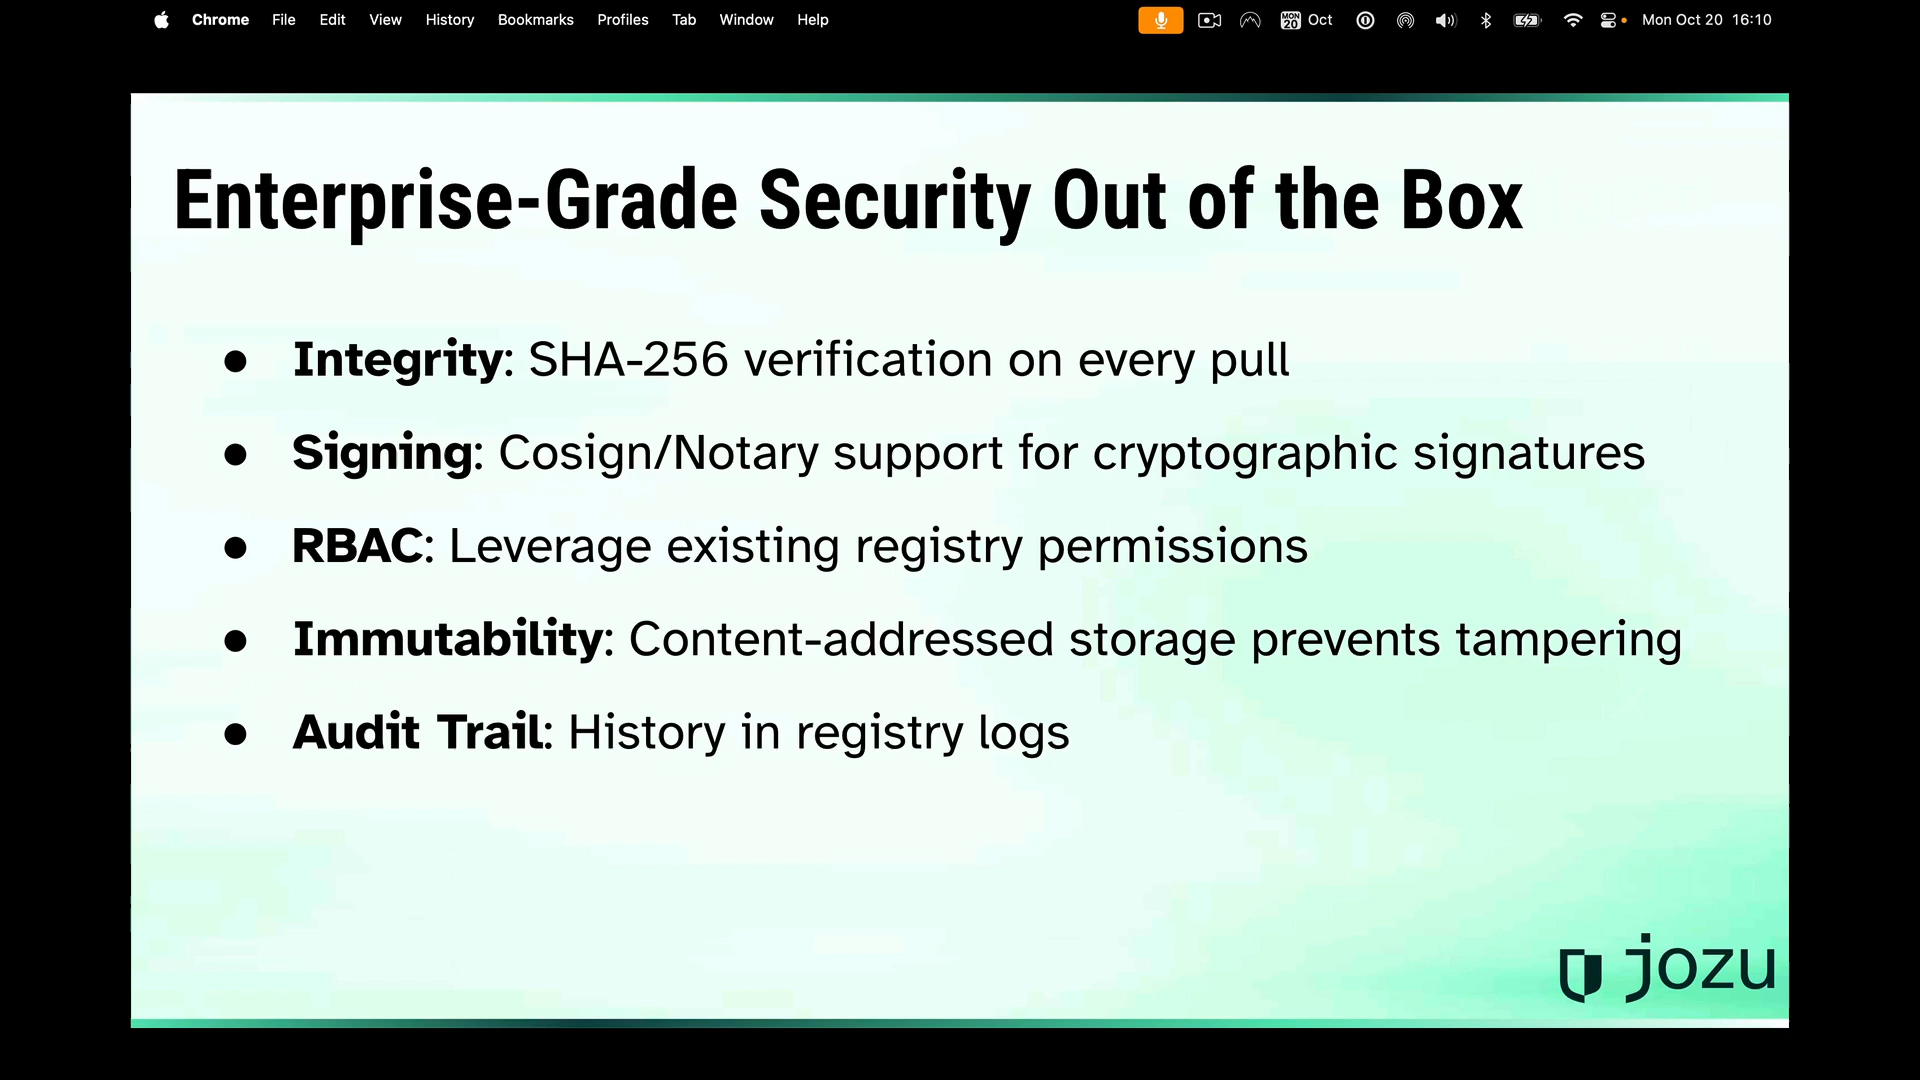 Chrome File Edit View History Bookmarks Profiles Tab Window Help MON 20 Oct Mon Oct 20 16:10
Enterprise-Grade Security Out of the Box
● Integrity: SHA-256 verification on every pull
● Signing: Cosign/Notary support for cryptographic signatures
● RBAC: Leverage existing registry permissions
● Immutability: Content-addressed storage prevents tampering
● Audit Trail: History in registry logs
jozu